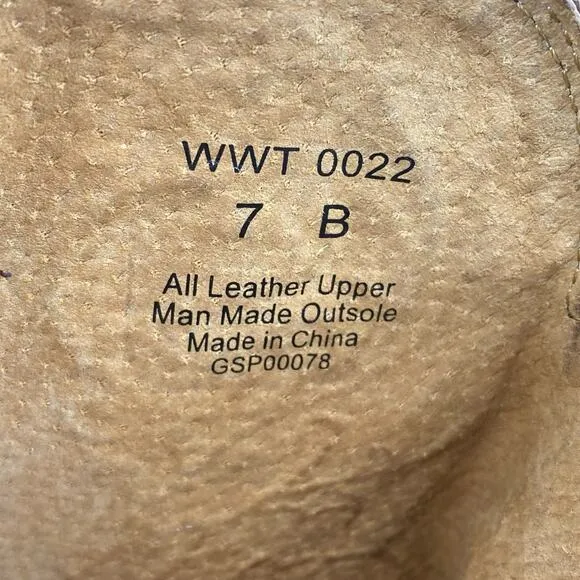 WWT 0022
7 B
All Leather Upper
Man Made Outsole
Made in China
GSP00078